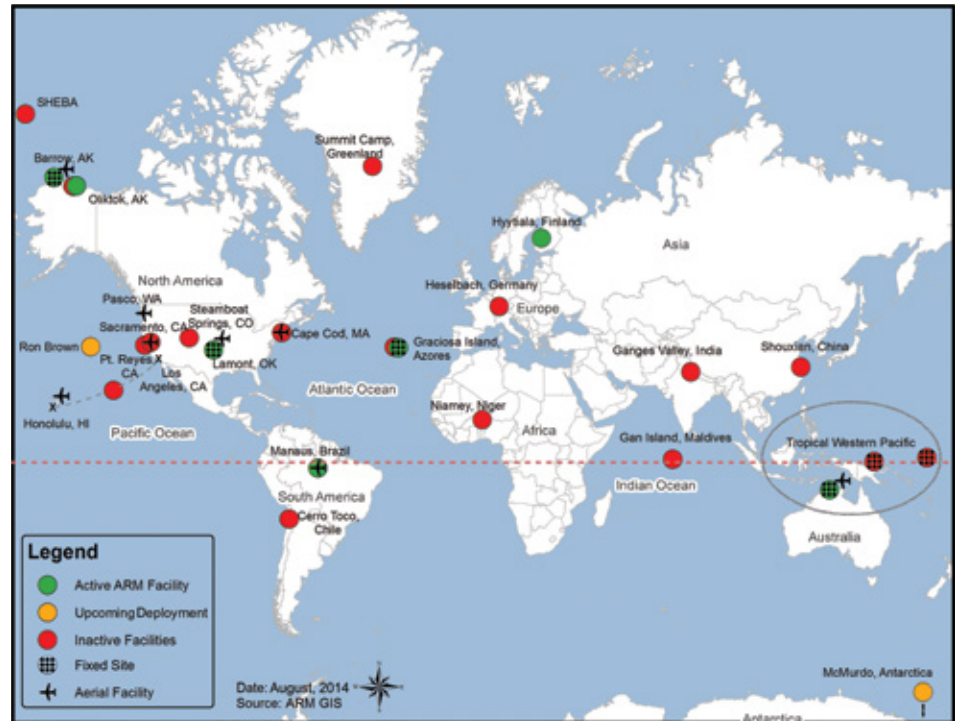 SHEBA
Barrow, AK
Oliktok, AK
Summit Camp,
Greenland
Hyytiala, Finland
Asia
North America
Pasco, WA
Steamboat
Springs, CO
Sacramento, CA
Cape Cod, MA
Heselbach, Germany
Europe
Ron Brown
Pt. Reyes X
CA
Los
Angeles, CA
Lamont, OK
Graciosa Island,
Azores
Ganges Valley, India
Shouxian, China
Atlantic Ocean
X
Honolulu, HI
Pacific Ocean
Niamey, Niger
Africa
Gan Island, Maldives
Tropical Western Pacific
Manaus, Brazil
Indian Ocean
South America
Cerro Toco,
Chile
Australia
Legend
Active ARM Facility
Upcoming Deployment
Inactive Facilities
Fixed Site
Aerial Facility
Date: August, 2014
Source: ARM GIS
McMurdo, Antarctica
Antarctica